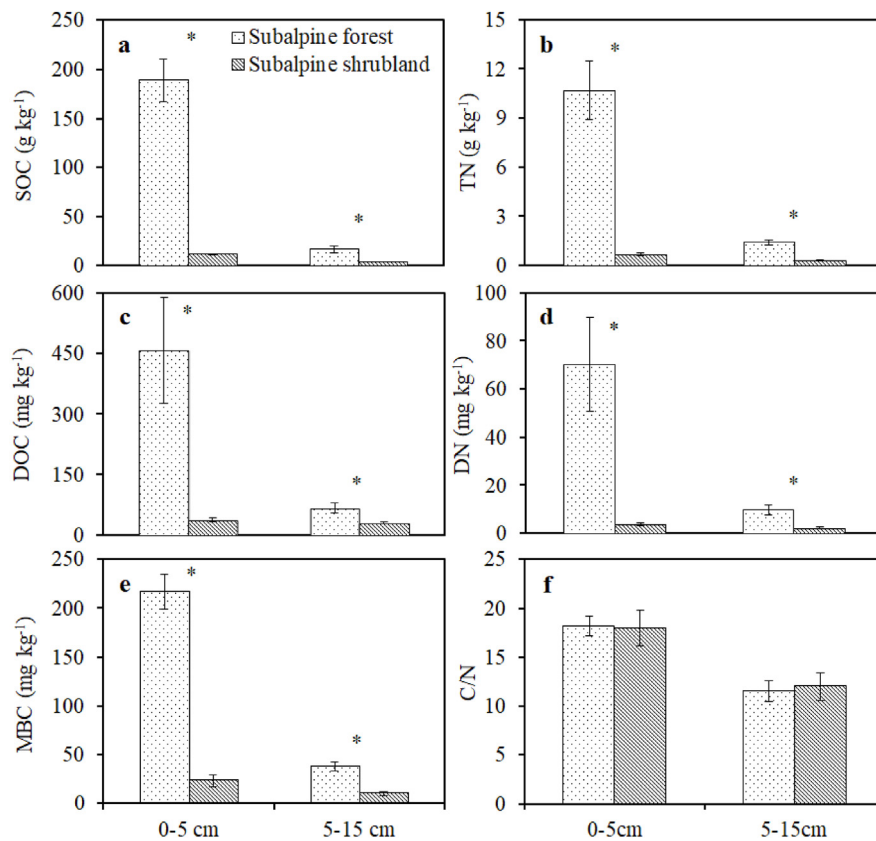 a
*
Subalpine forest
Subalpine shrubland
*
SOC (g kg-1)
250
200
150
100
50
0
b
*
*
TN (g kg-1)
15
12
9
6
3
0
c
*
*
DOC (mg kg-1)
600
450
300
150
0
d
*
*
DN (mg kg-1)
100
80
60
40
20
0
e
*
*
MBC (mg kg-1)
250
200
150
100
50
0
0-5 cm
5-15 cm
f
C/N
25
20
15
10
5
0
0-5cm
5-15cm